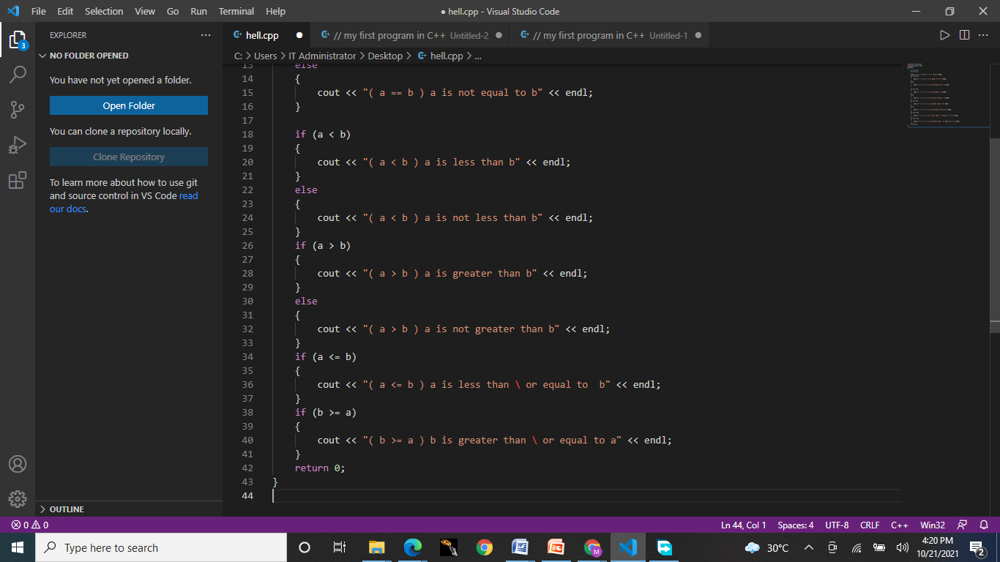 File Edit Selection View Go Run Terminal Help
● hell.cpp - Visual Studio Code
EXPLORER
NO FOLDER OPENED
You have not yet opened a folder.
Open Folder
You can clone a repository locally.
Clone Repository
To learn more about how to use git
and source control in VS Code read
our docs.
OUTLINE
3
hell.cpp ● // my first program in C++ Untitled-2 ● // my first program in C++ Untitled-1 ●
C: > Users > IT Administrator > Desktop > hell.cpp > ...
13 else
14 {
15 cout << "( a == b ) a is not equal to b" << endl;
16 }
17
18 if (a < b)
19 {
20 cout << "( a < b ) a is less than b" << endl;
21 }
22 else
23 {
24 cout << "( a < b ) a is not less than b" << endl;
25 }
26 if (a > b)
27 {
28 cout << "( a > b ) a is greater than b" << endl;
29 }
30 else
31 {
32 cout << "( a > b ) a is not greater than b" << endl;
33 }
34 if (a <= b)
35 {
36 cout << "( a <= b ) a is less than \ or equal to  b" << endl;
37 }
38 if (b >= a)
39 {
40 cout << "( b >= a ) b is greater than \ or equal to a" << endl;
41 }
42 return 0;
43 }
44
0 0 Ln 44, Col 1 Spaces: 4 UTF-8 CRLF C++ Win32
Type here to search
M
30°C
4:20 PM
10/21/2021
2